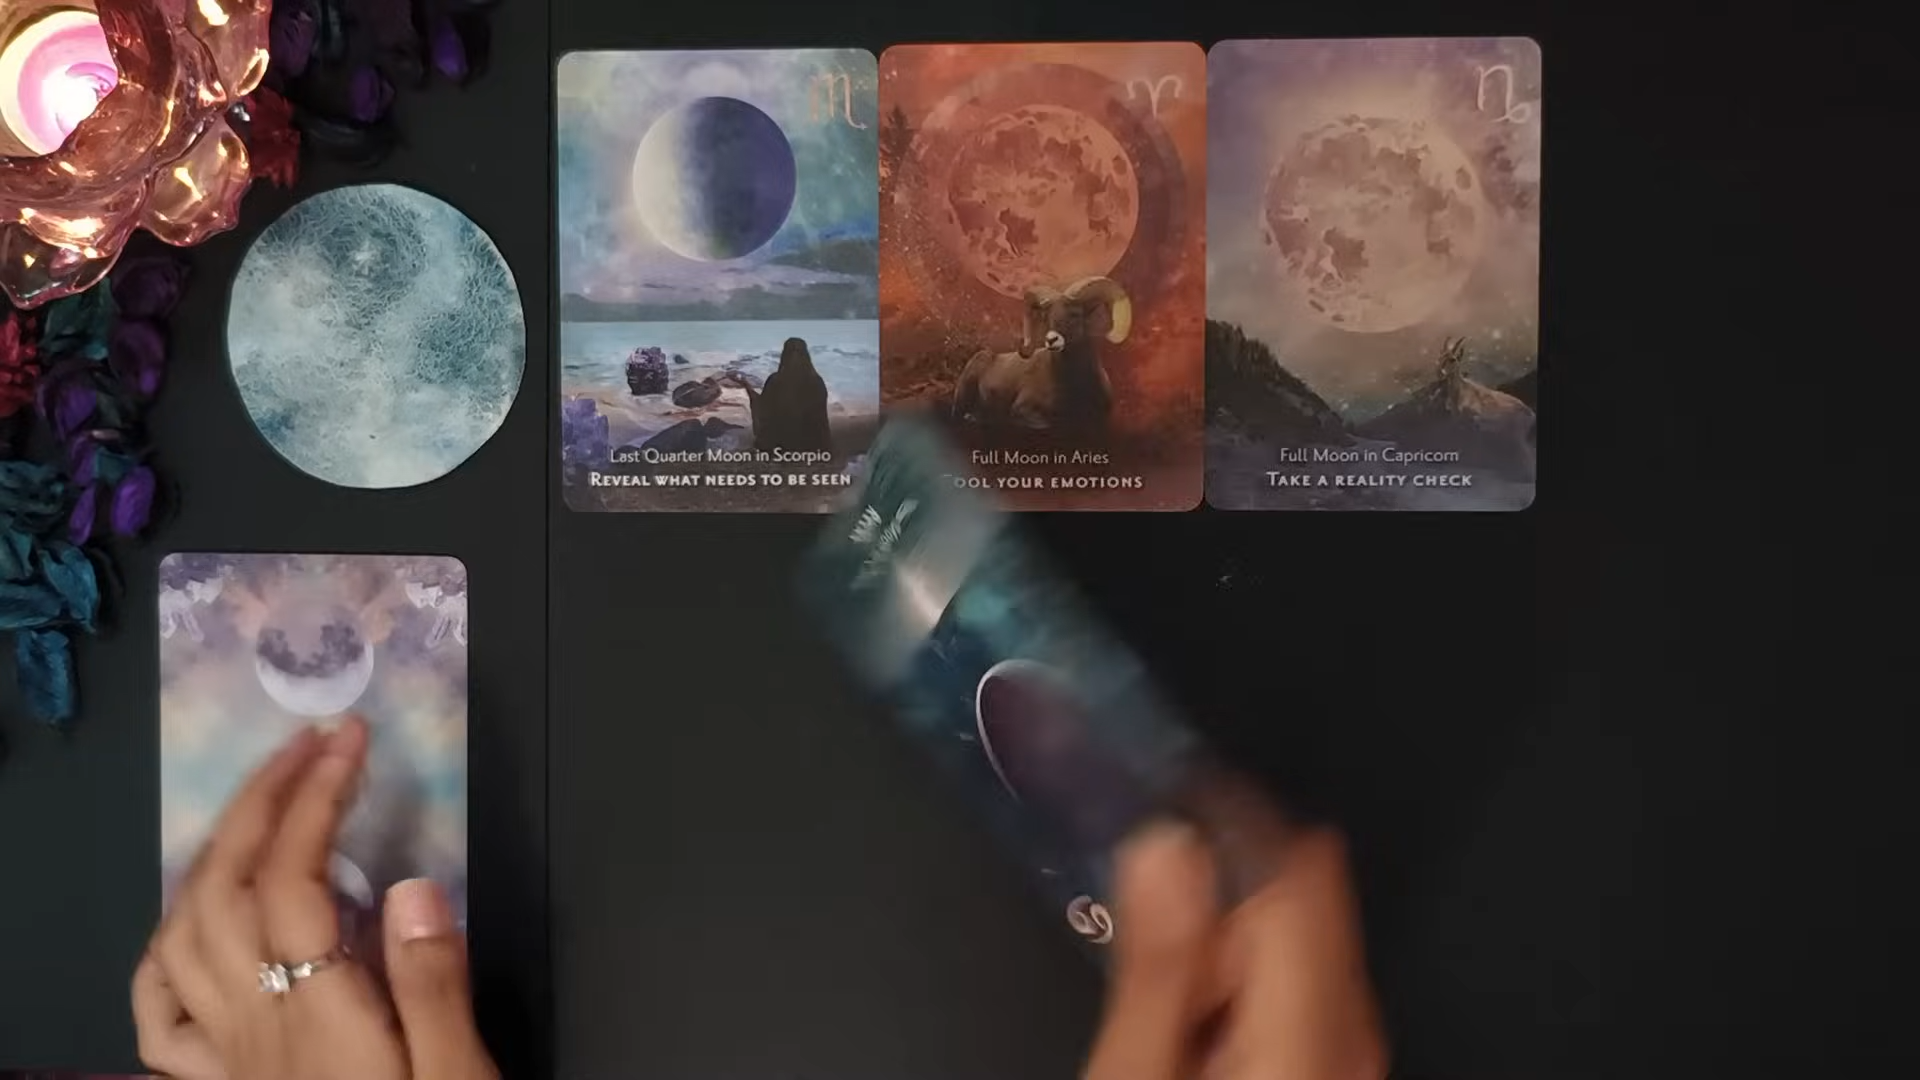 Last Quarter Moon in Scorpio
REVEAL WHAT NEEDS TO BE SEEN
Full Moon in Aries
OOL YOUR EMOTIONS
Full Moon in Capricorn
TAKE A REALITY CHECK